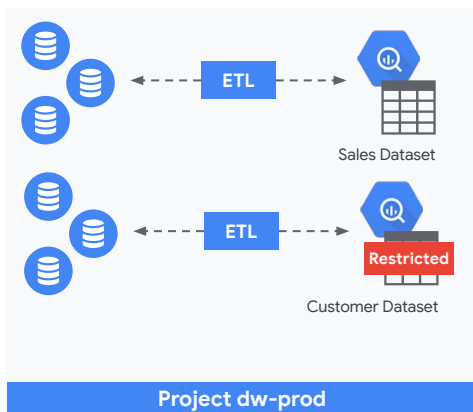 ETL
Sales Dataset
ETL
Restricted
Customer Dataset
Project dw-prod